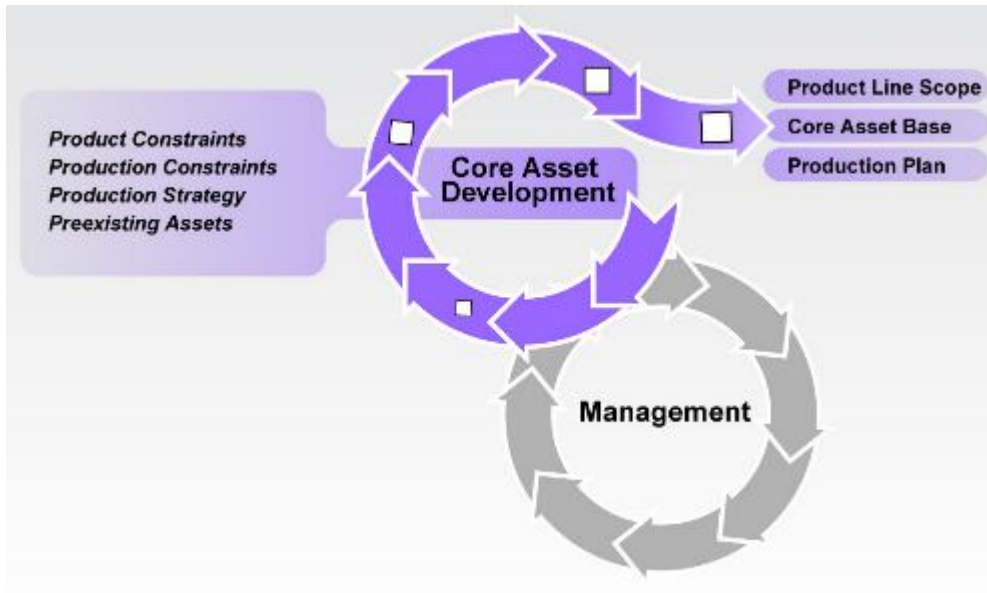 Product Constraints
Production Constraints
Production Strategy
Preexisting Assets
Core Asset
Development
Product Line Scope
Core Asset Base
Production Plan
Management